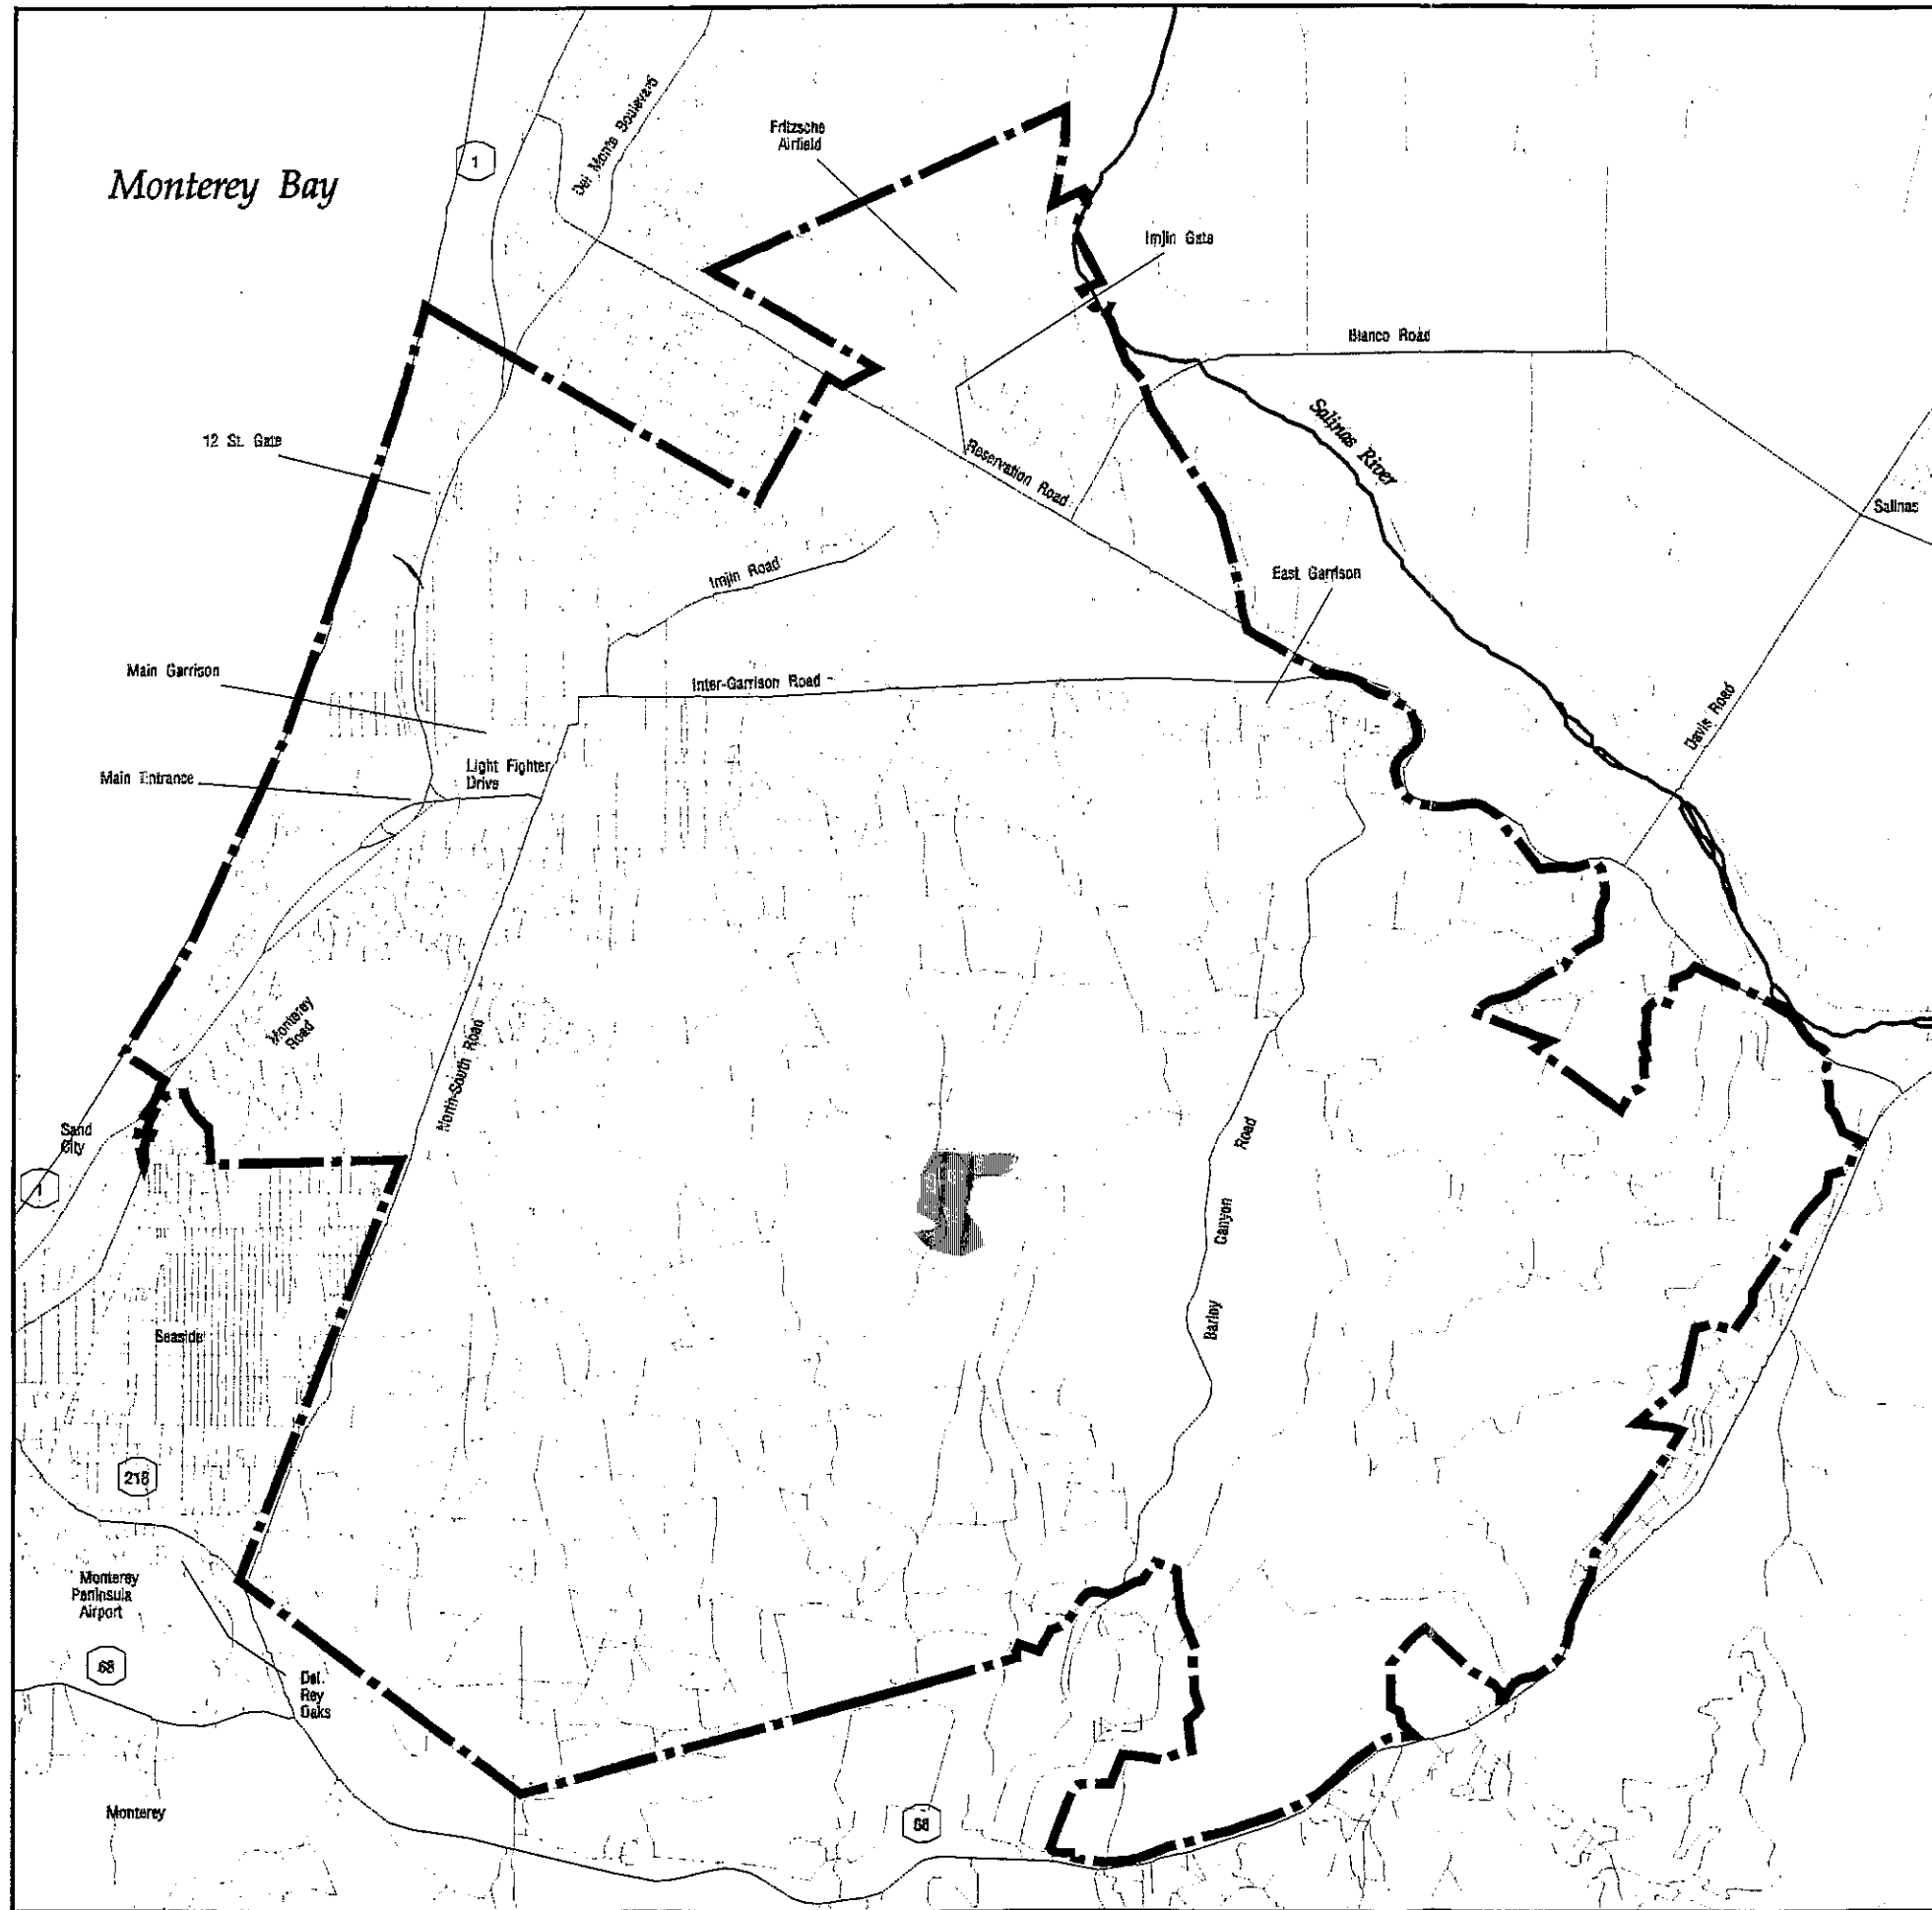 Del Monte Boulevard
Fritzsche
Airfield
1
Monterey Bay
Imjin Gate
Blanco Road
Salinas River
12 St. Gate
Reservation Road
Salinas
Imjin Road
East Garrison
Main Garrison
Inter-Garrison Road
Davis Road
Light Fighter
Drive
Main Entrance
Monterey
Road
North-South Road
Sand
City
1
Barloy Canyon Road
Seaside
218
Monterey
Peninsula
Airport
68
Del
Rey
Oaks
Monterey
68